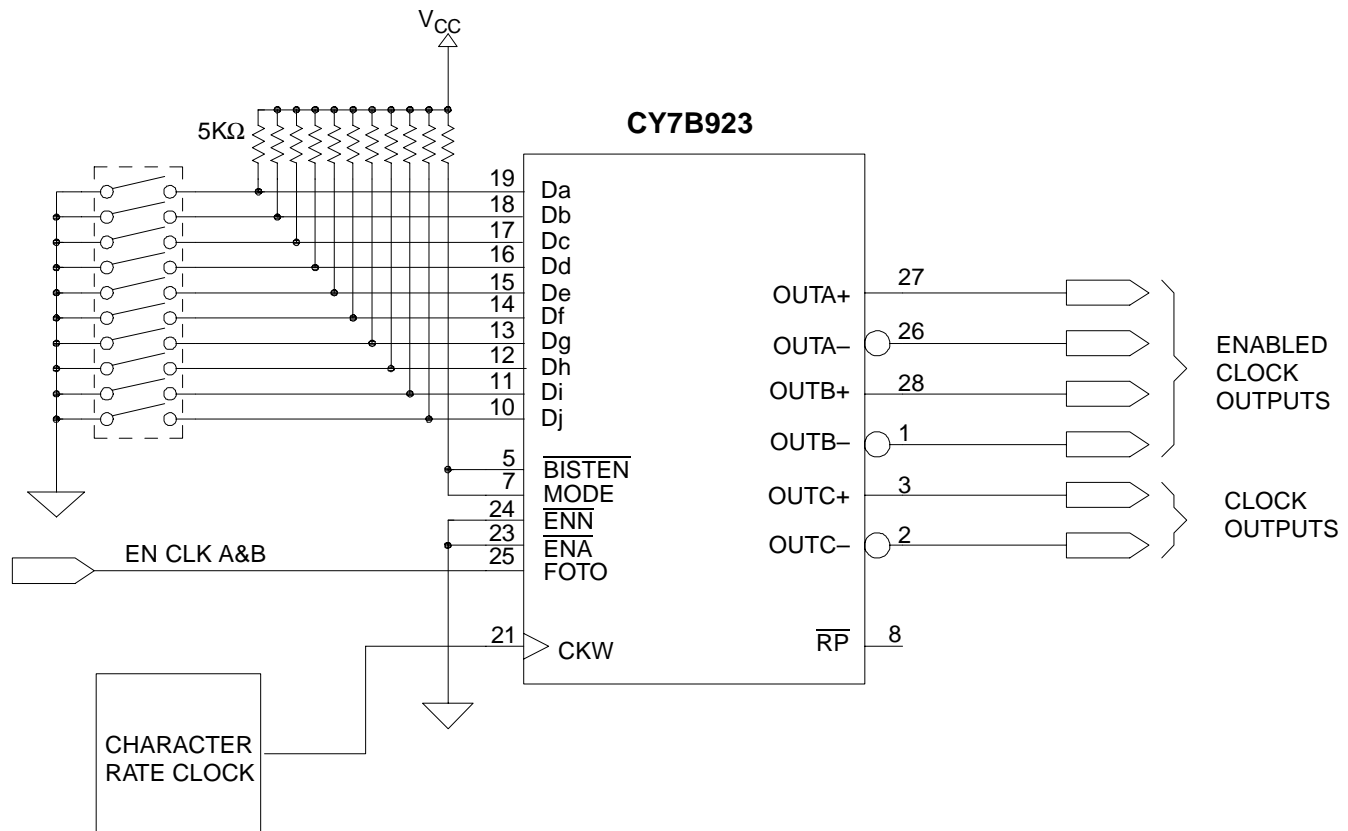 VCC
CY7B923
5KΩ
19 Da
18 Db
17 Dc
16 Dd
15 De
14 Df
13 Dg
12 Dh
11 Di
10 Dj
5 BISTEN
7 MODE
24 ENN
23 ENA
25 FOTO
EN CLK A&B
21 CKW
OUTA+ 27
OUTA– 26
OUTB+ 28
OUTB– 1
OUTC+ 3
OUTC– 2
RP 8
ENABLED
CLOCK
OUTPUTS
CLOCK
OUTPUTS
CHARACTER
RATE CLOCK